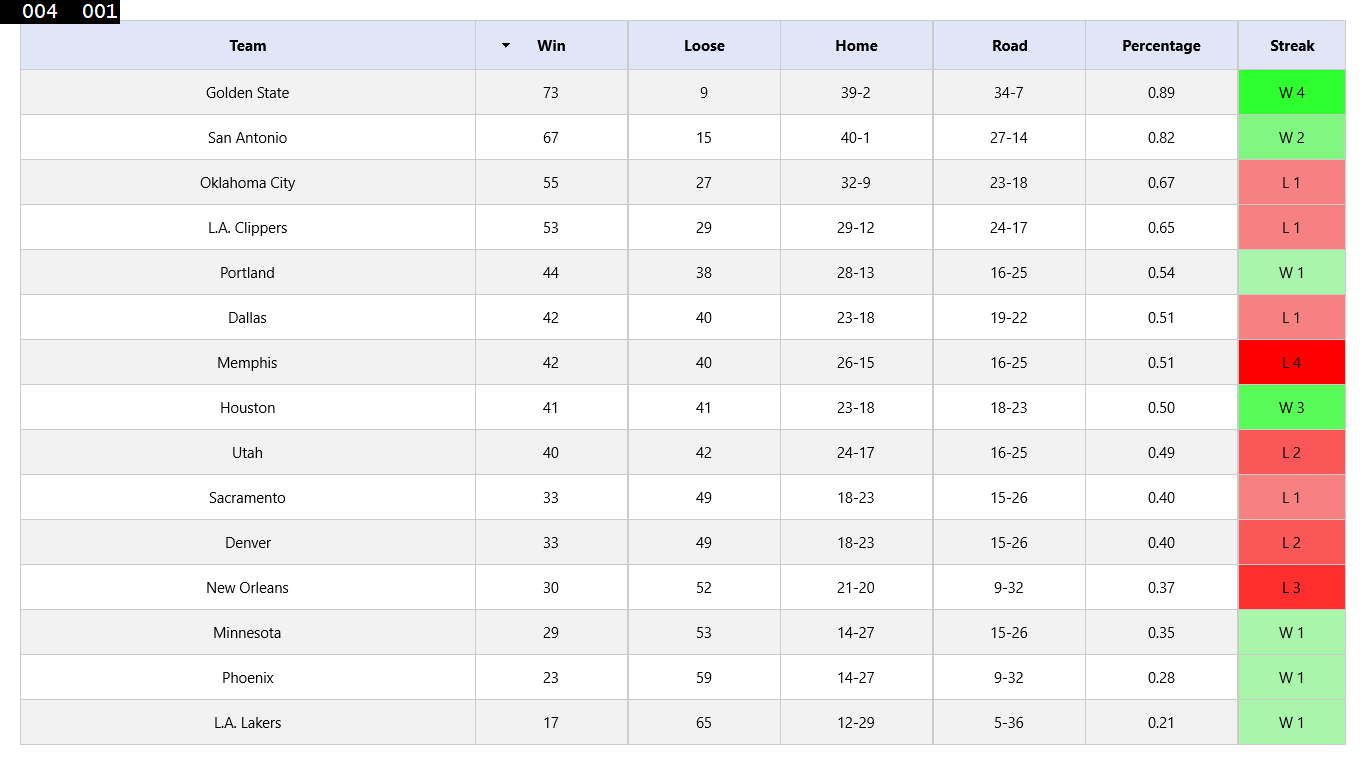 004 001
Team Win Loose Home Road Percentage Streak
Golden State 73 9 39-2 34-7 0.89 W 4
San Antonio 67 15 40-1 27-14 0.82 W 2
Oklahoma City 55 27 32-9 23-18 0.67 L 1
L.A. Clippers 53 29 29-12 24-17 0.65 L 1
Portland 44 38 28-13 16-25 0.54 W 1
Dallas 42 40 23-18 19-22 0.51 L 1
Memphis 42 40 26-15 16-25 0.51 L 4
Houston 41 41 23-18 18-23 0.50 W 3
Utah 40 42 24-17 16-25 0.49 L 2
Sacramento 33 49 18-23 15-26 0.40 L 1
Denver 33 49 18-23 15-26 0.40 L 2
New Orleans 30 52 21-20 9-32 0.37 L 3
Minnesota 29 53 14-27 15-26 0.35 W 1
Phoenix 23 59 14-27 9-32 0.28 W 1
L.A. Lakers 17 65 12-29 5-36 0.21 W 1